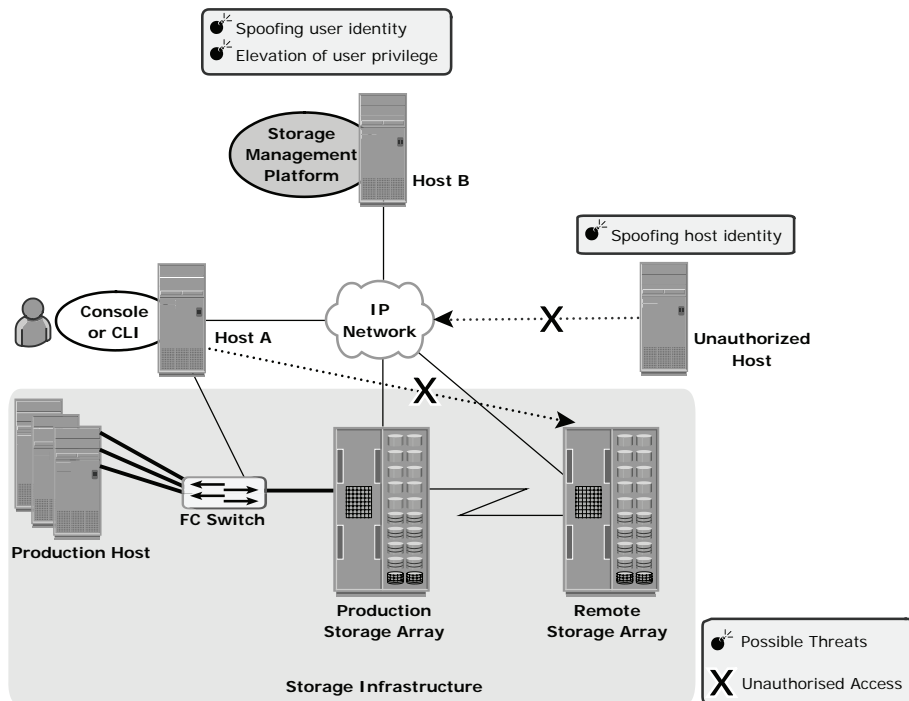 Spoofing user identity
Elevation of user privilege
Storage
Management
Platform
Host B
Spoofing host identity
Console
or CLI
Host A
IP
Network
X
Unauthorized
Host
X
FC Switch
Production Host
Production
Storage Array
Remote
Storage Array
Storage Infrastructure
Possible Threats
X Unauthorised Access